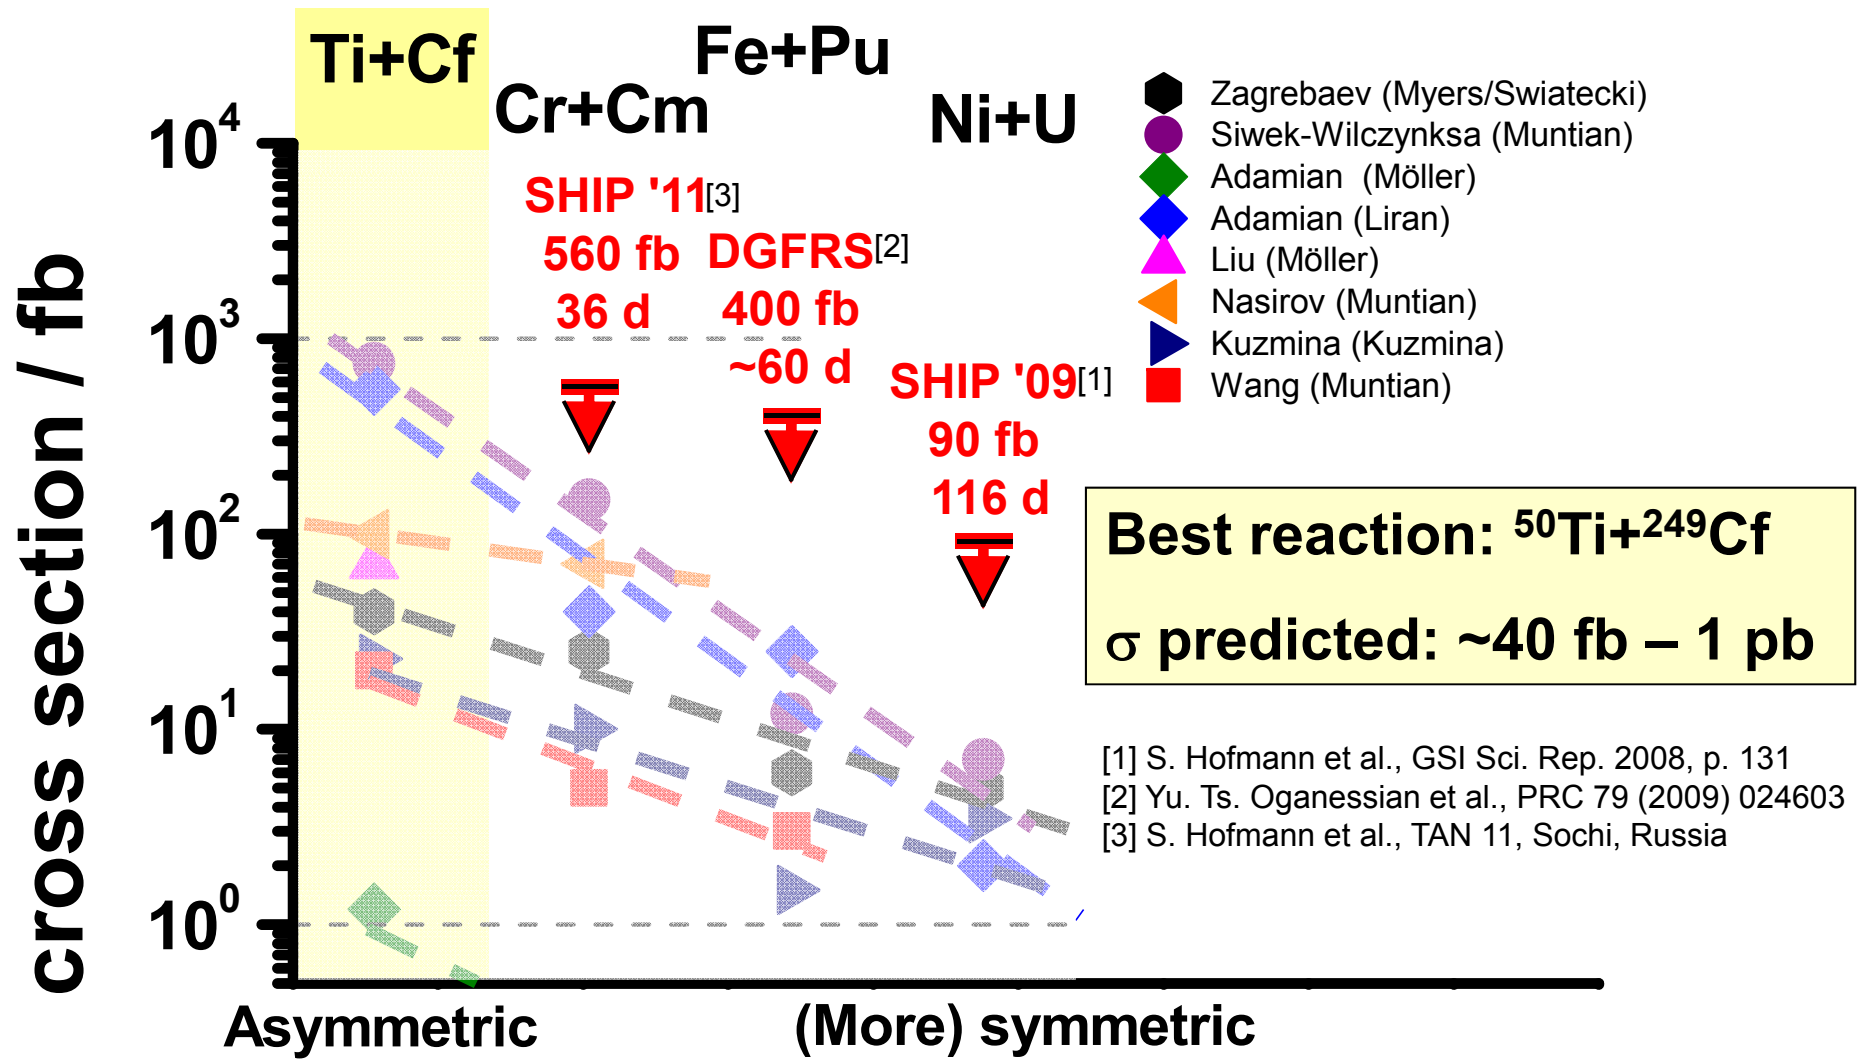 Ti+Cf
Cr+Cm
Fe+Pu
Ni+U
SHIP '11[3]
560 fb
36 d
DGFRS[2]
400 fb
~60 d
SHIP '09[1]
90 fb
116 d
Zagrebaev (Myers/Swiatecki)
Siwek-Wilczynksa (Muntian)
Adamian (Möller)
Adamian (Liran)
Liu (Möller)
Nasirov (Muntian)
Kuzmina (Kuzmina)
Wang (Muntian)
cross section / fb
10⁴
10³
10²
10¹
10⁰
Best reaction: ⁵⁰Ti+²⁴⁹Cf
σ predicted: ~40 fb – 1 pb
[1] S. Hofmann et al., GSI Sci. Rep. 2008, p. 131
[2] Yu. Ts. Oganessian et al., PRC 79 (2009) 024603
[3] S. Hofmann et al., TAN 11, Sochi, Russia
Asymmetric
(More) symmetric